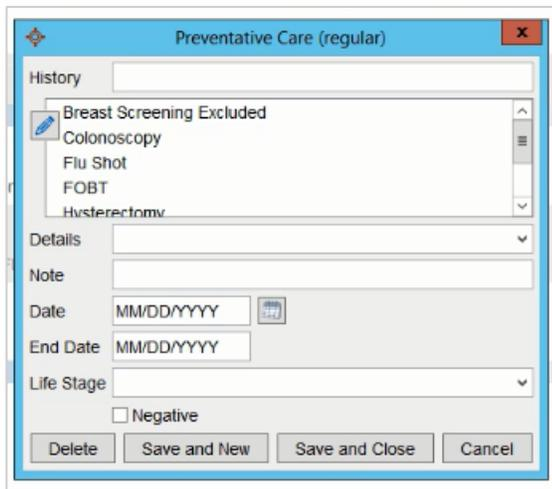 Preventative Care (regular)
x
History
Breast Screening Excluded
Colonoscopy
Flu Shot
FOBT
Hysterectomy
Details
Note
Date MM/DD/YYYY
End Date MM/DD/YYYY
Life Stage
Negative
Delete Save and New Save and Close Cancel